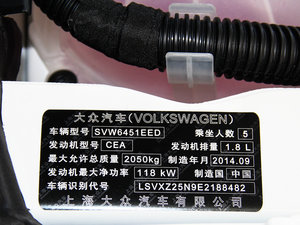 大众汽车(VOLKSWAGEN)
车辆型号 SVW6451EED 乘坐人数 5
发动机型号 CEA 发动机排量 1.8 L
最大允许总质量 2050kg 制造年月 2014.09
发动机最大净功率 118 kW 制造国 中国
车辆识别代号 LSVXZ25N9E2188482
上海大众汽车有限公司